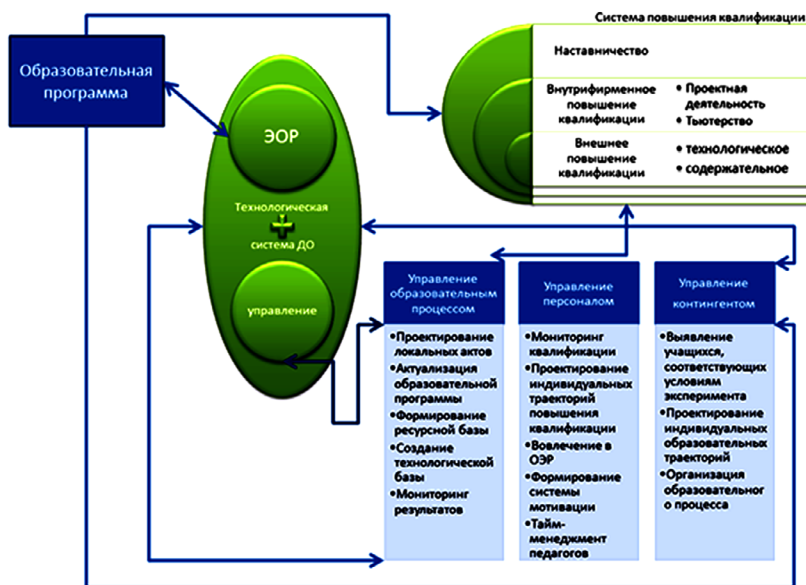 Система повышения квалификации
Образовательная
программа
Наставничество
Внутрифирменное
повышение
квалификации
• Проектная
деятельность
• Тьюторство
Внешнее
повышение
квалификации
• технологическое
• содержательное
ЭОР
Технологическая
+
система ДО
управление
Управление
образовательным
процессом
•Проектирование
локальных актов
•Актуализация
образовательной
программы
•Формирование
ресурсной базы
•Создание
технологической
базы
•Мониторинг
результатов
Управление
персоналом
•Мониторинг
квалификации
•Проектирование
индивидуальных
траекторий
повышения
квалификации
•Вовлечение в
ОЭР
•Формирование
системы
мотивации
•Тайм-
менеджмент
педагогов
Управление
контингентом
•Выявление
учащихся,
соответствующих
условиям
эксперимента
•Проектирование
индивидуальных
образовательных
траекторий
•Организация
образовательног
о процесса